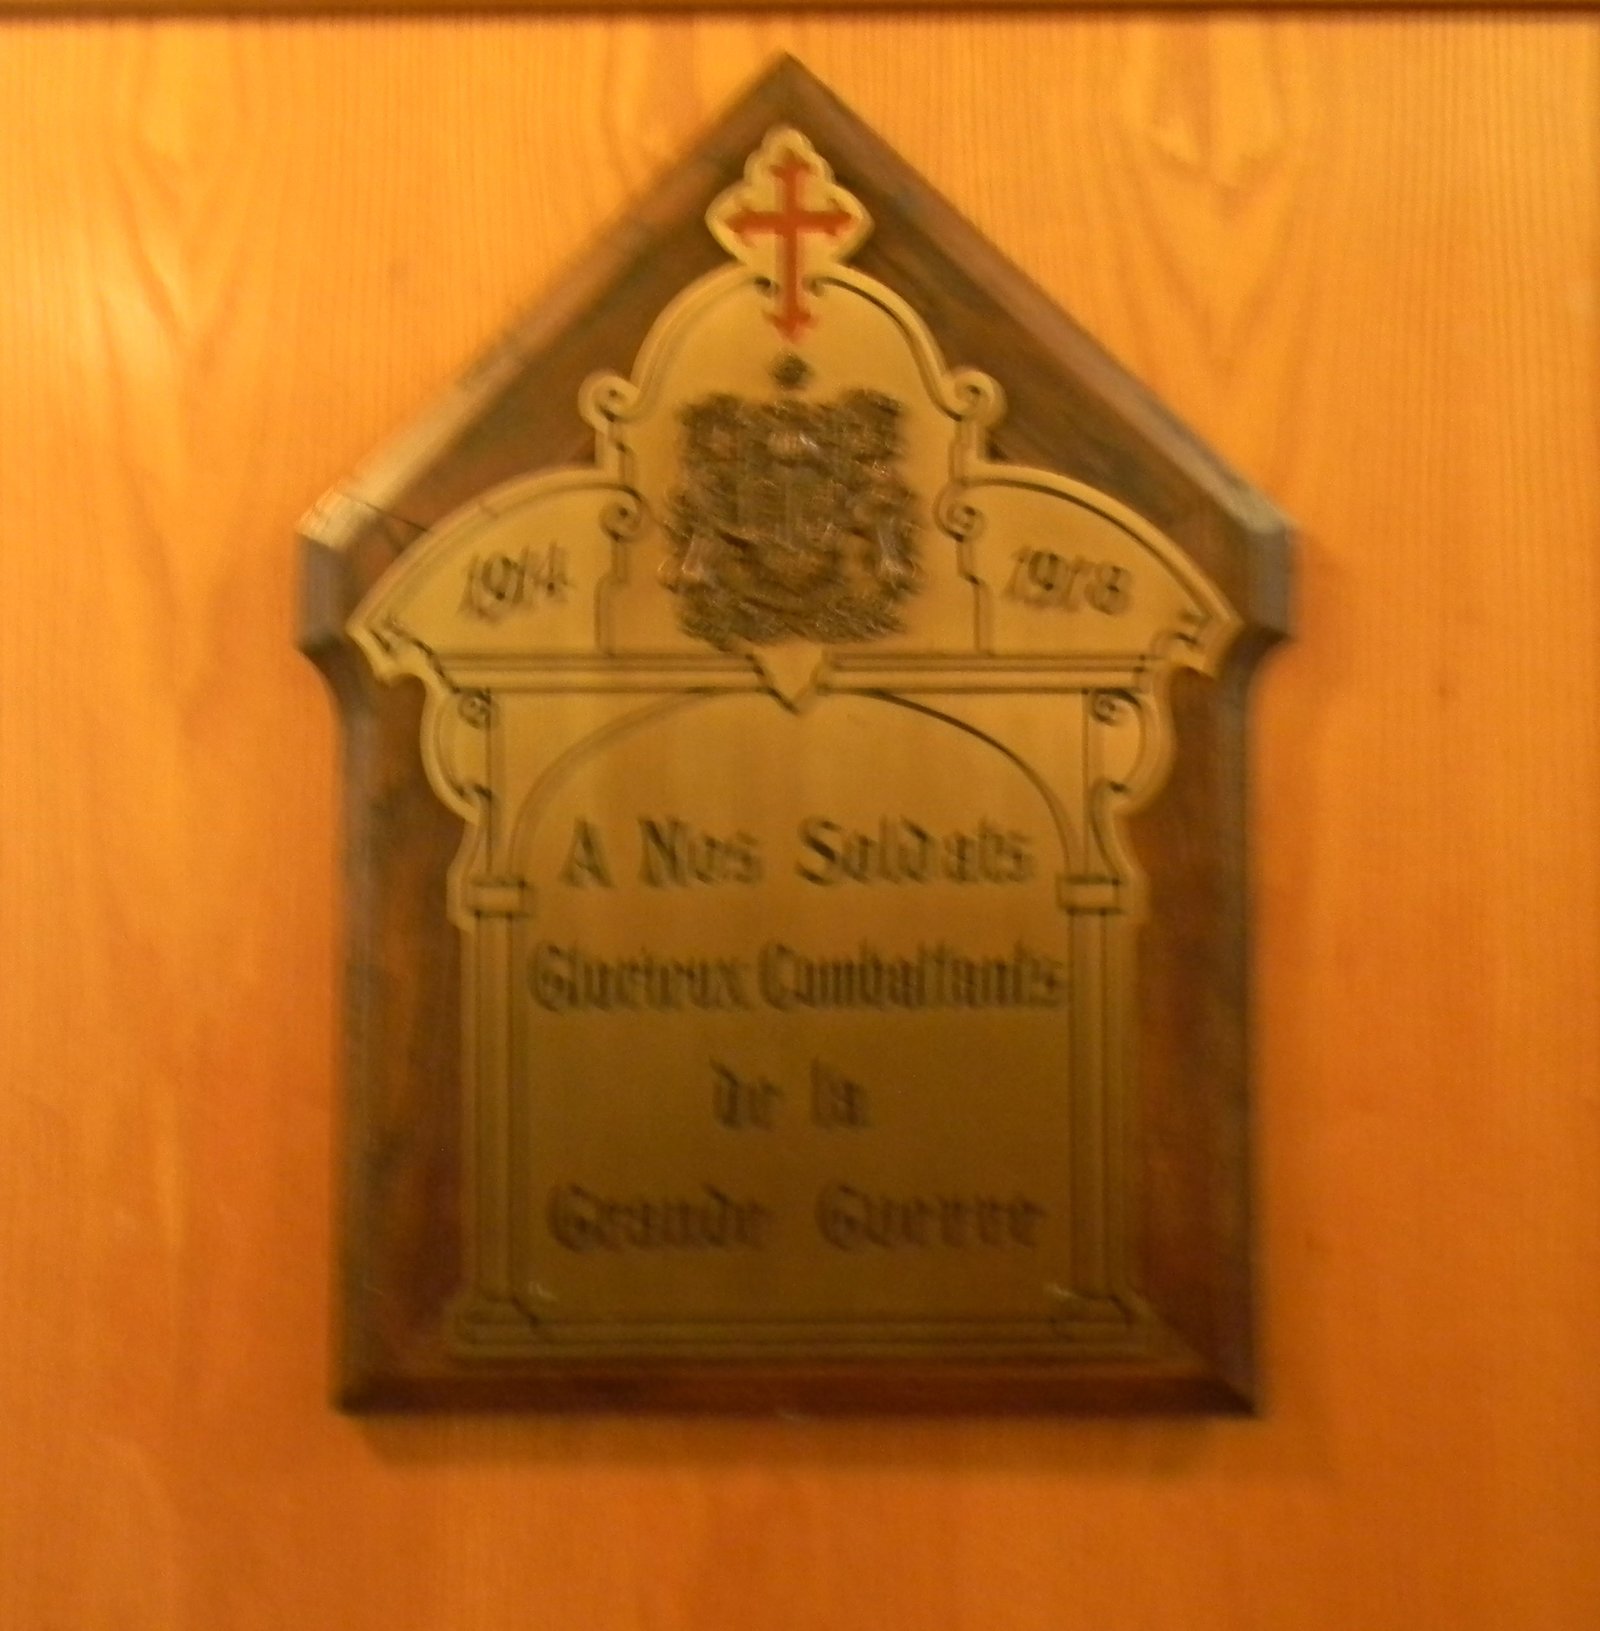 1914 1918
A Nos Soldats
Glorieux Combattants
de la
Grande Guerre